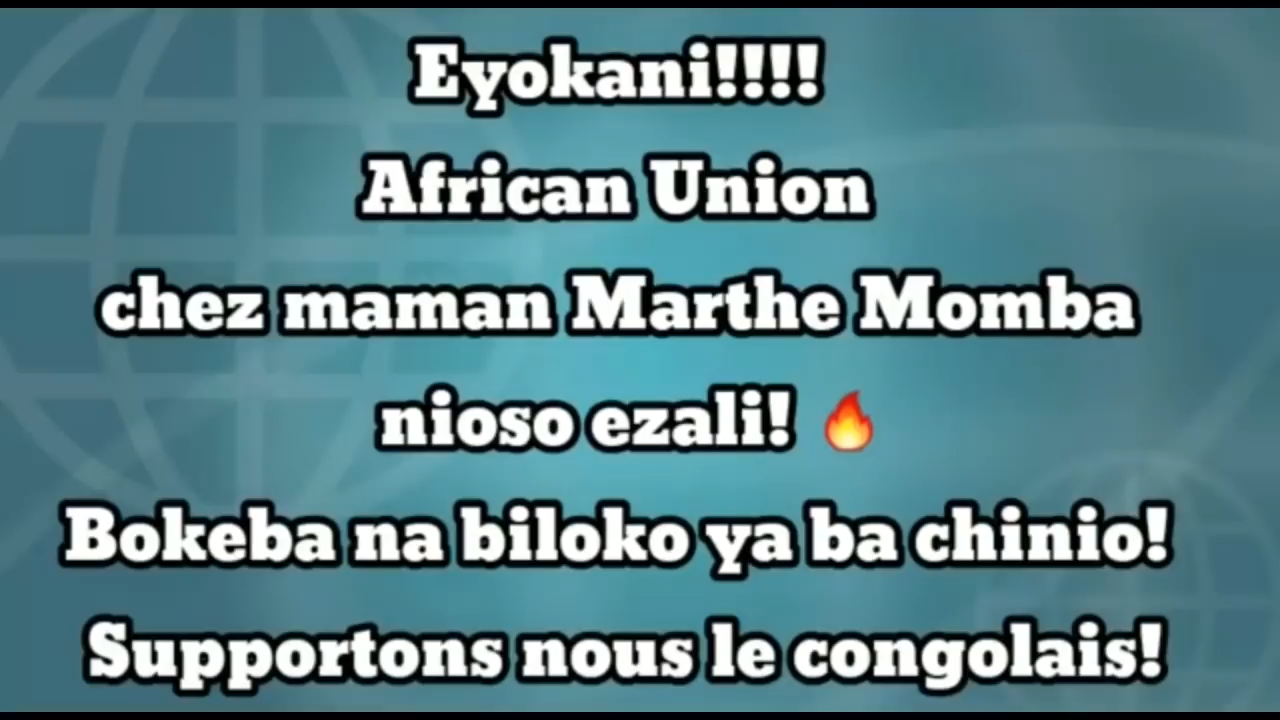 Eyokani!!!!
African Union
chez maman Marthe Momba
nioso ezali! 🔥
Bokeba na biloko ya ba chinio!
Supportons nous le congolais!